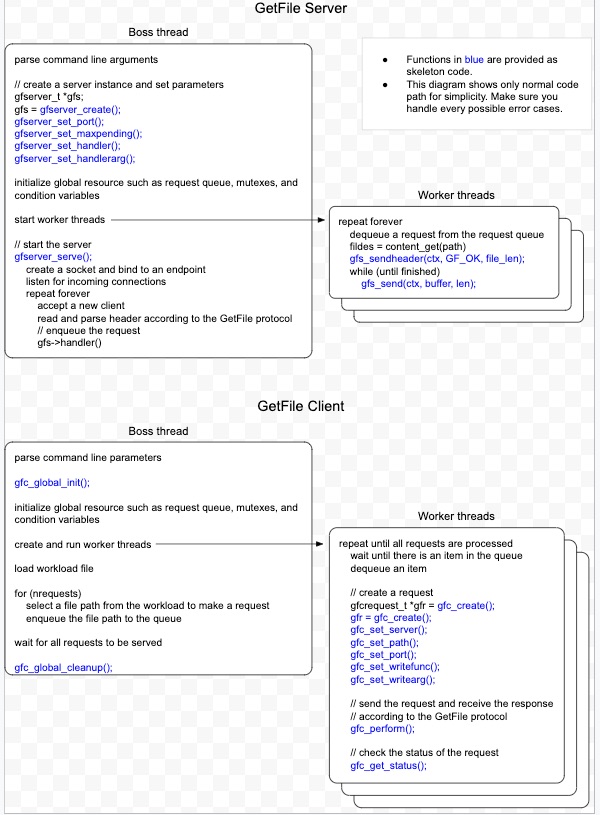 GetFile Server
Boss thread
parse command line arguments
// create a server instance and set parameters
gfserver_t *gfs;
gfs = gfserver_create();
gfserver_set_port();
gfserver_set_maxpending();
gfserver_set_handler();
gfserver_set_handlerarg();
initialize global resource such as request queue, mutexes, and
condition variables
start worker threads
// start the server
gfserver_serve();
create a socket and bind to an endpoint
listen for incoming connections
repeat forever
accept a new client
read and parse header according to the GetFile protocol
// enqueue the request
gfs->handler()
● Functions in blue are provided as
skeleton code.
● This diagram shows only normal code
path for simplicity. Make sure you
handle every possible error cases.
Worker threads
repeat forever
dequeue a request from the request queue
fildes = content_get(path)
gfs_sendheader(ctx, GF_OK, file_len);
while (until finished)
gfs_send(ctx, buffer, len);
GetFile Client
Boss thread
parse command line parameters
gfc_global_init();
initialize global resource such as request queue, mutexes, and
condition variables
create and run worker threads
load workload file
for (nrequests)
select a file path from the workload to make a request
enqueue the file path to the queue
wait for all requests to be served
gfc_global_cleanup();
Worker threads
repeat until all requests are processed
wait until there is an item in the queue
dequeue an item
// create a request
gfcrequest_t *gfr = gfc_create();
gfr = gfc_create();
gfc_set_server();
gfc_set_path();
gfc_set_port();
gfc_set_writefunc();
gfc_set_writearg();
// send the request and receive the response
// according to the GetFile protocol
gfc_perform();
// check the status of the request
gfc_get_status();